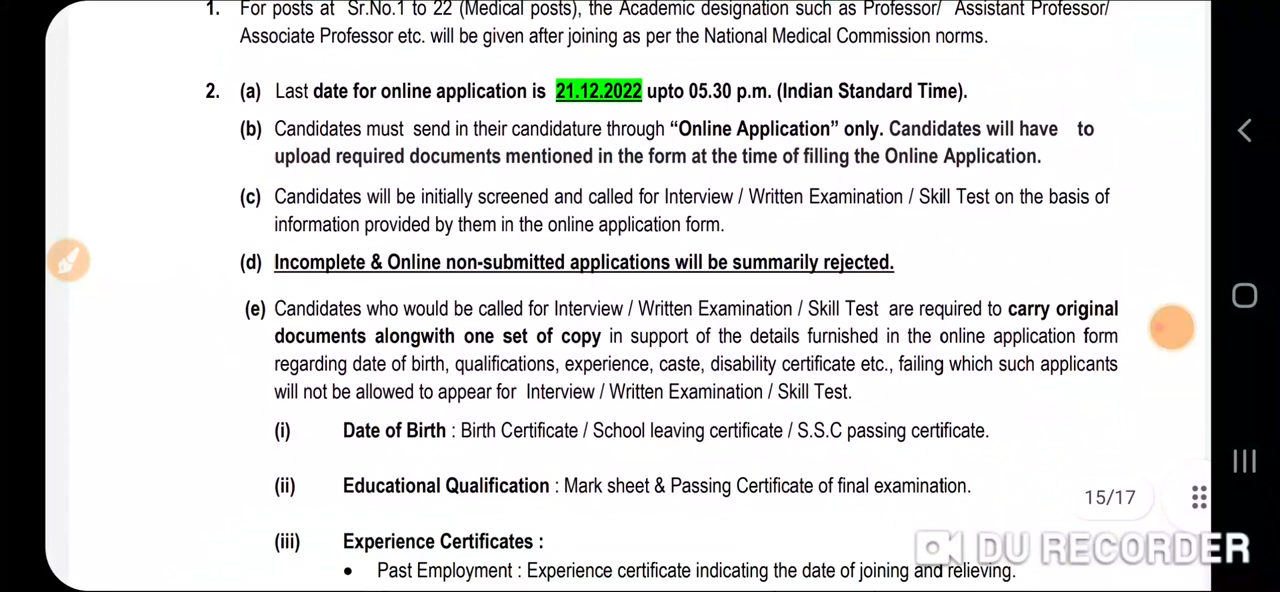 1. For posts at Sr.No.1 to 22 (Medical posts), the Academic designation such as Professor/ Assistant Professor/
Associate Professor etc. will be given after joining as per the National Medical Commission norms.
2. (a) Last date for online application is 21.12.2022 upto 05.30 p.m. (Indian Standard Time).
(b) Candidates must send in their candidature through “Online Application” only. Candidates will have to
upload required documents mentioned in the form at the time of filling the Online Application.
(c) Candidates will be initially screened and called for Interview / Written Examination / Skill Test on the basis of
information provided by them in the online application form.
(d) Incomplete & Online non-submitted applications will be summarily rejected.
(e) Candidates who would be called for Interview / Written Examination / Skill Test are required to carry original
documents alongwith one set of copy in support of the details furnished in the online application form
regarding date of birth, qualifications, experience, caste, disability certificate etc., failing which such applicants
will not be allowed to appear for Interview / Written Examination / Skill Test.
(i) Date of Birth : Birth Certificate / School leaving certificate / S.S.C passing certificate.
(ii) Educational Qualification : Mark sheet & Passing Certificate of final examination.
15/17
(iii) Experience Certificates :
DU RECORDER
• Past Employment : Experience certificate indicating the date of joining and relieving.